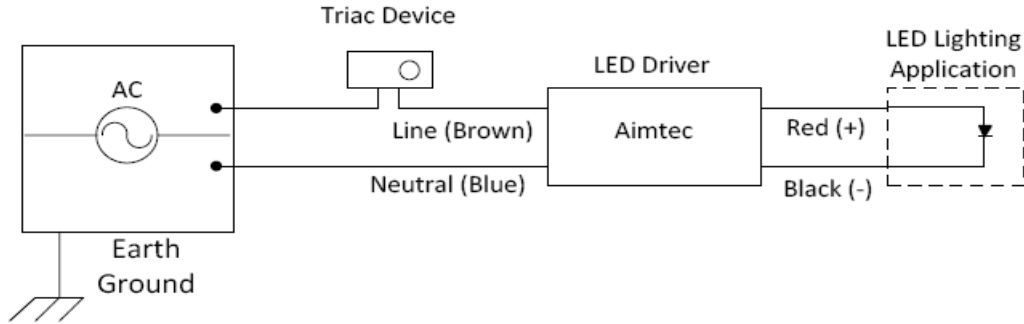 Triac Device
AC
LED Driver
LED Lighting
Application
Line (Brown)
Aimtec
Red (+)
Neutral (Blue)
Black (-)
Earth
Ground